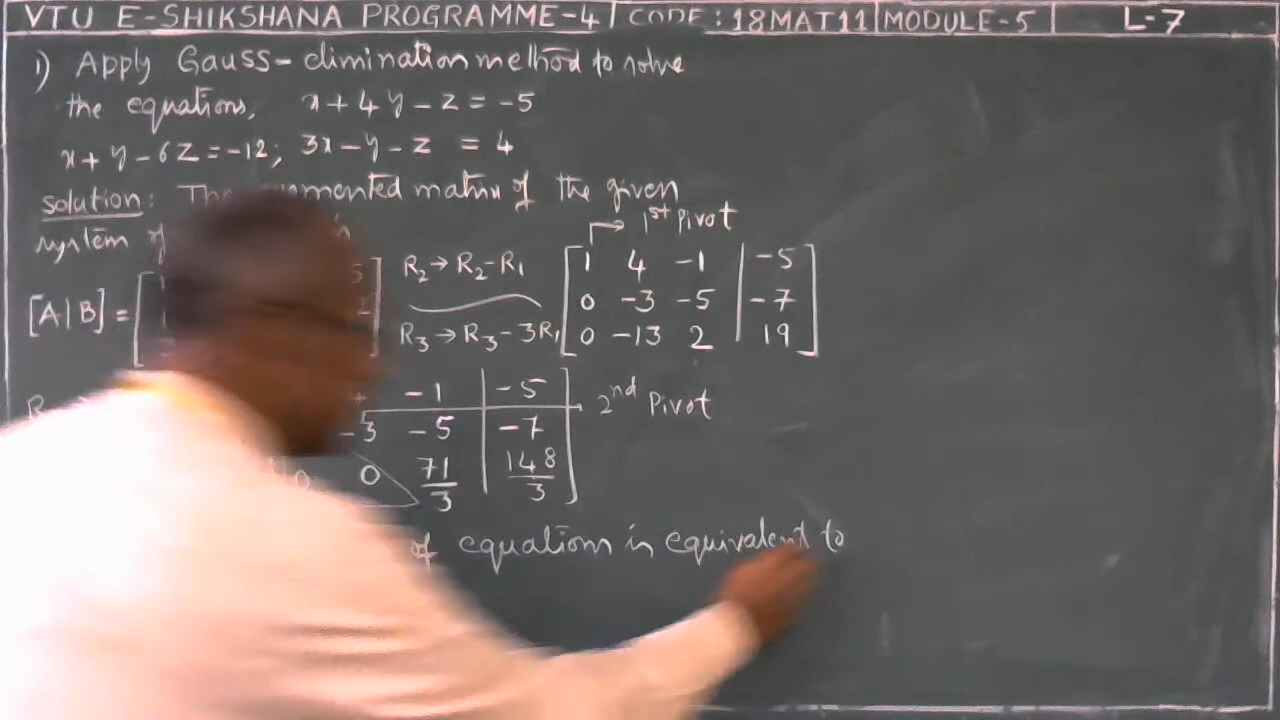 VTU E-SHIKSHANA PROGRAMME-4 | CODE: 18MAT11 | MODULE-5 | L-7
1) Apply Gauss-elimination method to solve
the equations, x+4y-z=-5
x+y-6z=-12; 3x-y-z = 4
solution: The matrix of the given
system
1st Pivot
[A|B] = R2→R2-R1 1 4 -1 | -5
0 -3 -5 | -7
R3→R3-3R1 0 -13 2 | 19
-1 | -5
2nd Pivot
-3 -5 | -7
0 0 71/3 | 148/3
of equations is equivalent to